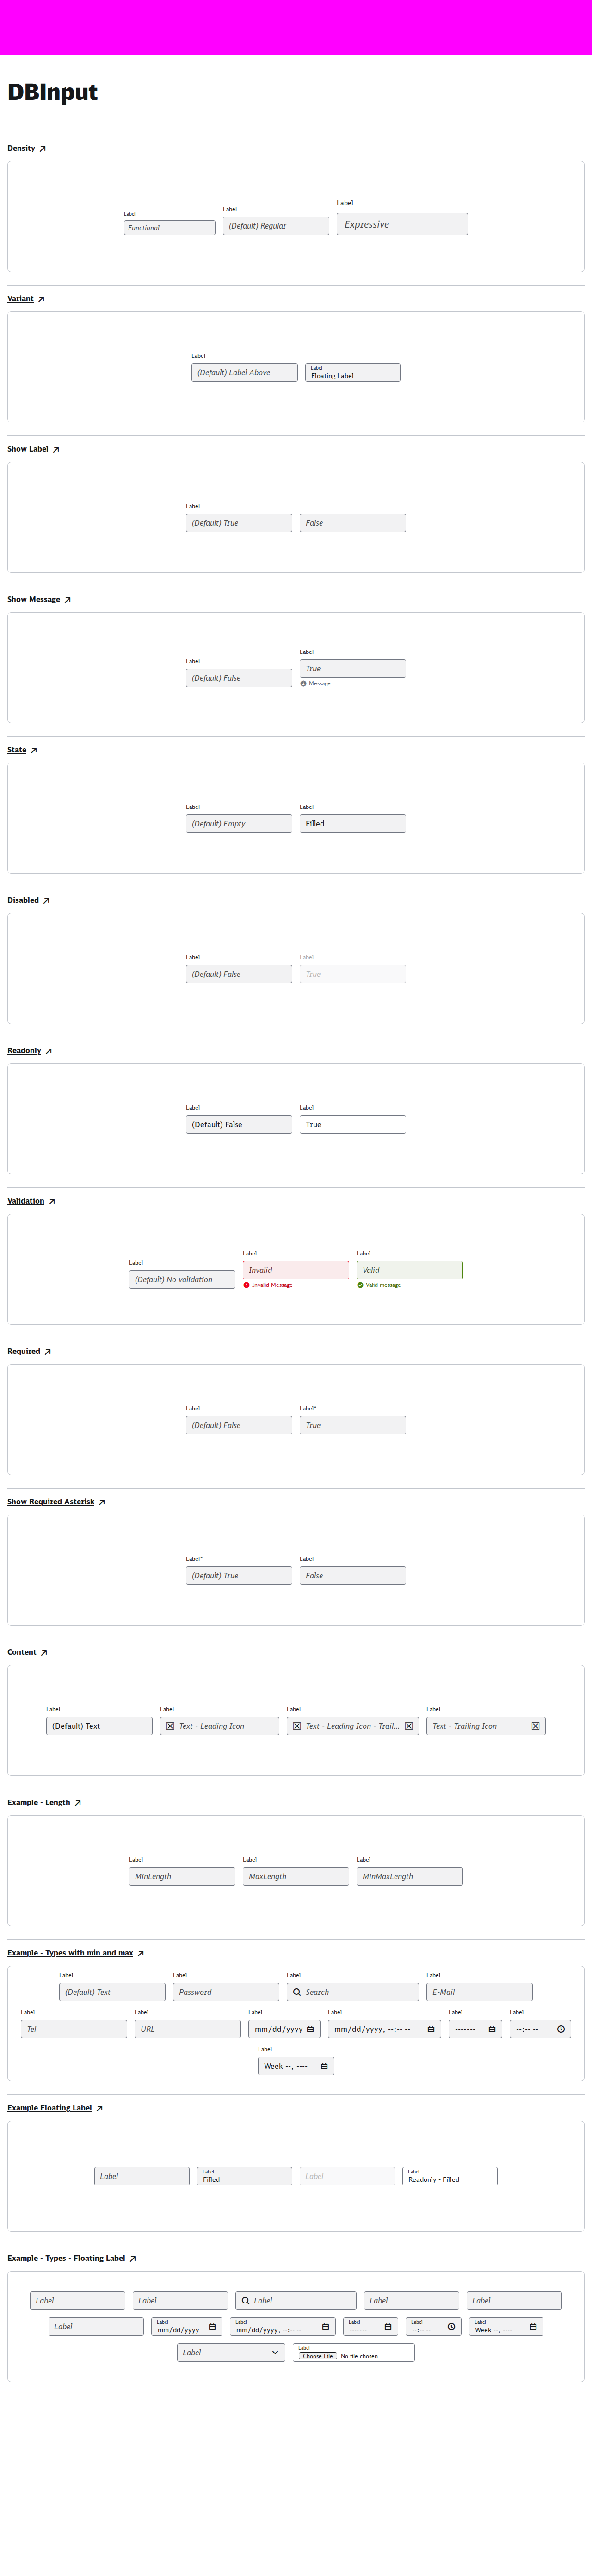 DBInput
Density
Label Label Label
Functional (Default) Regular Expressive
Variant
Label Label
(Default) Label Above Floating Label
Show Label
Label
(Default) True False
Show Message
Label Label
(Default) False True
Message
State
Label Label
(Default) Empty Filled
Disabled
Label Label
(Default) False True
Readonly
Label Label
(Default) False True
Validation
Label Label Label
(Default) No validation Invalid Valid
Invalid Message Valid message
Required
Label Label*
(Default) False True
Show Required Asterisk
Label* Label
(Default) True False
Content
Label Label Label Label
(Default) Text Text - Leading Icon Text - Leading Icon - Trail... Text - Trailing Icon
Example - Length
Label Label Label
MinLength MaxLength MinMaxLength
Example - Types with min and max
Label Label Label Label
(Default) Text Password Search E-Mail
Label Label Label Label Label Label
Tel URL mm/dd/yyyy mm/dd/yyyy, --:-- -- ------- --:-- --
Label
Week --, ----
Example Floating Label
Label Label Filled Label Label Readonly - Filled
Example - Types - Floating Label
Label Label Label Label Label
Label Label Label Label Label Label
mm/dd/yyyy mm/dd/yyyy, --:-- -- ------- --:-- -- Week --, ----
Label Label
Choose File No file chosen